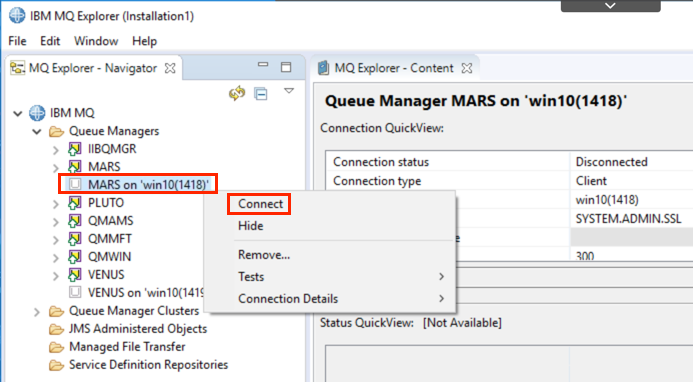 IBM MQ Explorer (Installation1)
File Edit Window Help
MQ Explorer - Navigator
IBM MQ
Queue Managers
IIBQMGR
MARS
MARS on 'win10(1418)'
PLUTO
QMAMS
QMMFT
QMWIN
VENUS
VENUS on 'win10(1419
Queue Manager Clusters
JMS Administered Objects
Managed File Transfer
Service Definition Repositories
Connect
Hide
Remove...
Tests
Connection Details
MQ Explorer - Content
Queue Manager MARS on 'win10(1418)'
Connection QuickView:
Connection status Disconnected
Connection type Client
win10(1418)
SYSTEM.ADMIN.SSL
300
Status QuickView: [Not Available]